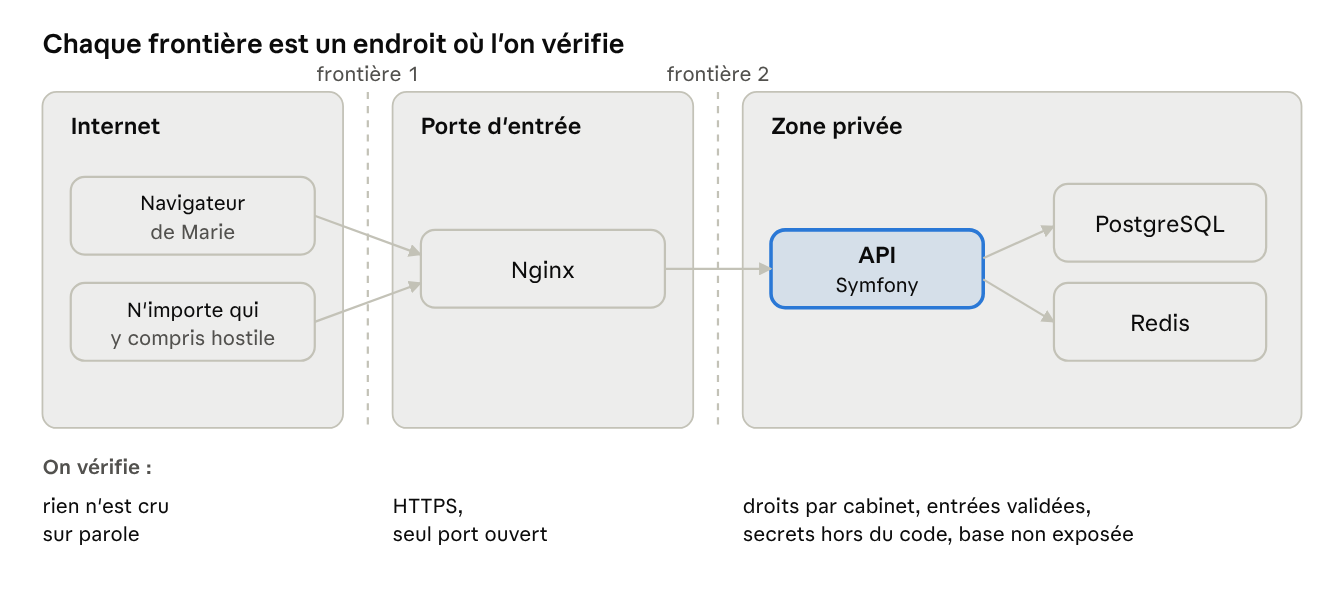 Chaque frontière est un endroit où l'on vérifie
frontière 1
frontière 2
Internet
Porte d'entrée
Zone privée
Navigateur
de Marie
N'importe qui
y compris hostile
Nginx
API
Symfony
PostgreSQL
Redis
On vérifie :
rien n'est cru
sur parole
HTTPS,
seul port ouvert
droits par cabinet, entrées validées,
secrets hors du code, base non exposée